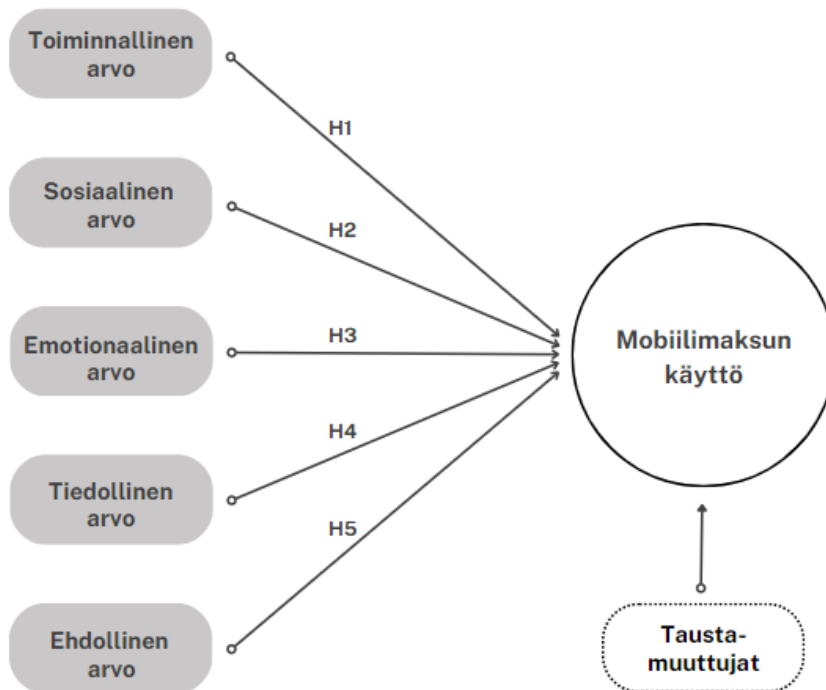 Toiminnallinen
arvo
H1
Sosiaalinen
arvo
H2
Emotionaalinen
arvo
H3
Mobiilimaksun
käyttö
H4
Tiedollinen
arvo
H5
Ehdollinen
arvo
Tausta-
muuttujat